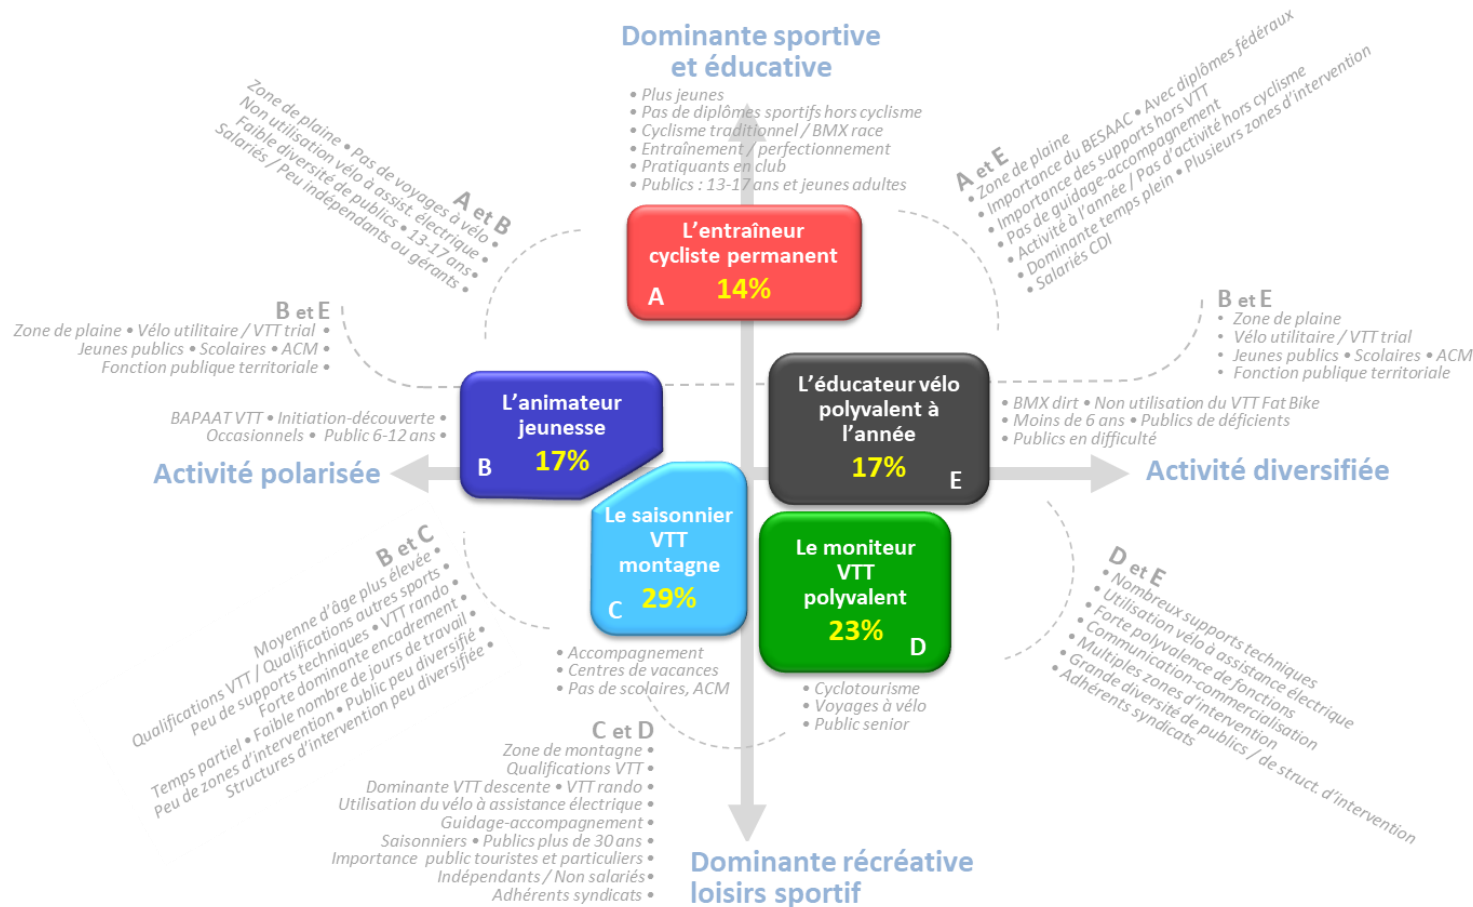 Dominante sportive
et éducative
• Plus jeunes
• Pas de diplômes sportifs hors cyclisme
• Cyclisme traditionnel / BMX race
• Entraînement / perfectionnement
• Pratiquants en club
• Publics : 13-17 ans et jeunes adultes
A et B
Zone de plaine • Pas de voyages à vélo •
Non utilisation vélo à assist. électrique •
Faible diversité de publics • 13-17 ans •
Salariés / Peu indépendants ou gérants •
A et E
• Zone de plaine
• Importance du BESAAC • Avec diplômes fédéraux
• Importance des supports hors VTT
• Pas de guidage-accompagnement
• Activité à l'année / Pas d'activité hors cyclisme
• Dominante temps plein • Plusieurs zones d'intervention
• Salariés CDI
L'entraîneur
cycliste permanent
A 14%
B et E
Zone de plaine • Vélo utilitaire / VTT trial •
Jeunes publics • Scolaires • ACM •
Fonction publique territoriale •
B et E
• Zone de plaine
• Vélo utilitaire / VTT trial
• Jeunes publics • Scolaires • ACM
• Fonction publique territoriale
BAPAAT VTT • Initiation-découverte •
Occasionnels • Public 6-12 ans •
L'animateur
jeunesse
17%
B
L'éducateur vélo
polyvalent à
l'année
17%
E
• BMX dirt • Non utilisation du VTT Fat Bike
• Moins de 6 ans • Publics de déficients
• Publics en difficulté
Activité polarisée
Activité diversifiée
Le saisonnier
VTT
montagne
C 29%
Le moniteur
VTT
polyvalent
23%
D
B et C
Moyenne d'âge plus élevée •
Qualifications VTT / Qualifications autres sports •
Peu de supports techniques • VTT rando •
Forte dominante encadrement •
Temps partiel • Faible nombre de jours de travail •
Peu de zones d'intervention • Public peu diversifié •
Structures d'intervention peu diversifiée •
D et E
• Nombreux supports techniques
• Utilisation vélo à assistance électrique
• Forte polyvalence de fonctions
• Communication-commercialisation
• Multiples zones d'intervention
• Grande diversité de publics / de struct. d'intervention
• Adhérents syndicats
• Accompagnement
• Centres de vacances
• Pas de scolaires, ACM
• Cyclotourisme
• Voyages à vélo
• Public senior
C et D
Zone de montagne •
Qualifications VTT •
Dominante VTT descente • VTT rando •
Utilisation du vélo à assistance électrique •
Guidage-accompagnement •
Saisonniers • Publics plus de 30 ans •
Importance public touristes et particuliers •
Indépendants / Non salariés •
Adhérents syndicats •
Dominante récréative
loisirs sportif